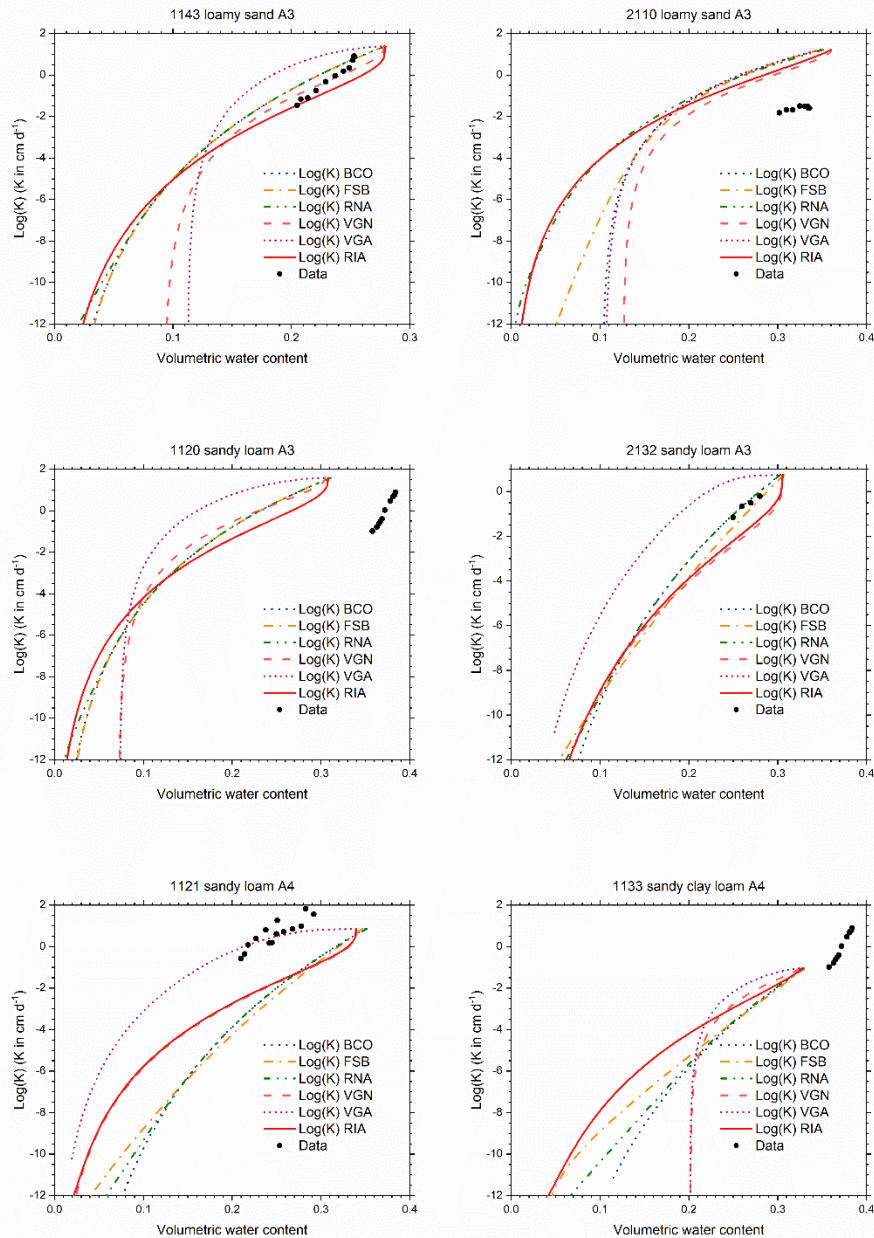 1143 loamy sand A3
2
0
-2
-4
-6
-8
-10
-12
Log(K) (K in cm d⁻¹)
Log(K) BCO
Log(K) FSB
Log(K) RNA
Log(K) VGN
Log(K) VGA
Log(K) RIA
Data
0.0 0.1 0.2 0.3
Volumetric water content
2110 loamy sand A3
2
0
-2
-4
-6
-8
-10
-12
Log(K) (K in cm d⁻¹)
Log(K) BCO
Log(K) FSB
Log(K) RNA
Log(K) VGN
Log(K) VGA
Log(K) RIA
Data
0.0 0.1 0.2 0.3 0.4
Volumetric water content
1120 sandy loam A3
2
0
-2
-4
-6
-8
-10
-12
Log(K) (K in cm d⁻¹)
Log(K) BCO
Log(K) FSB
Log(K) RNA
Log(K) VGN
Log(K) VGA
Log(K) RIA
Data
0.0 0.1 0.2 0.3 0.4
Volumetric water content
2132 sandy loam A3
0
-2
-4
-6
-8
-10
-12
Log(K) (K in cm d⁻¹)
Log(K) BCO
Log(K) FSB
Log(K) RNA
Log(K) VGN
Log(K) VGA
Log(K) RIA
Data
0.0 0.1 0.2 0.3 0.4
Volumetric water content
1121 sandy loam A4
2
0
-2
-4
-6
-8
-10
-12
Log(K) (K in cm d⁻¹)
Log(K) BCO
Log(K) FSB
Log(K) RNA
Log(K) VGN
Log(K) VGA
Log(K) RIA
Data
0.0 0.1 0.2 0.3 0.4
Volumetric water content
1133 sandy clay loam A4
2
0
-2
-4
-6
-8
-10
-12
Log(K) (K in cm d⁻¹)
Log(K) BCO
Log(K) FSB
Log(K) RNA
Log(K) VGN
Log(K) VGA
Log(K) RIA
Data
0.0 0.1 0.2 0.3 0.4
Volumetric water content